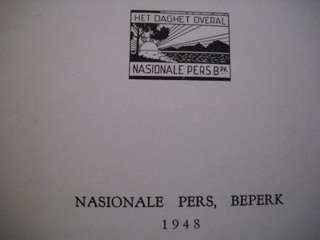 HET DAGHET OVERAL
NASIONALE PERS BPK
NASIONALE PERS, BEPERK
1948